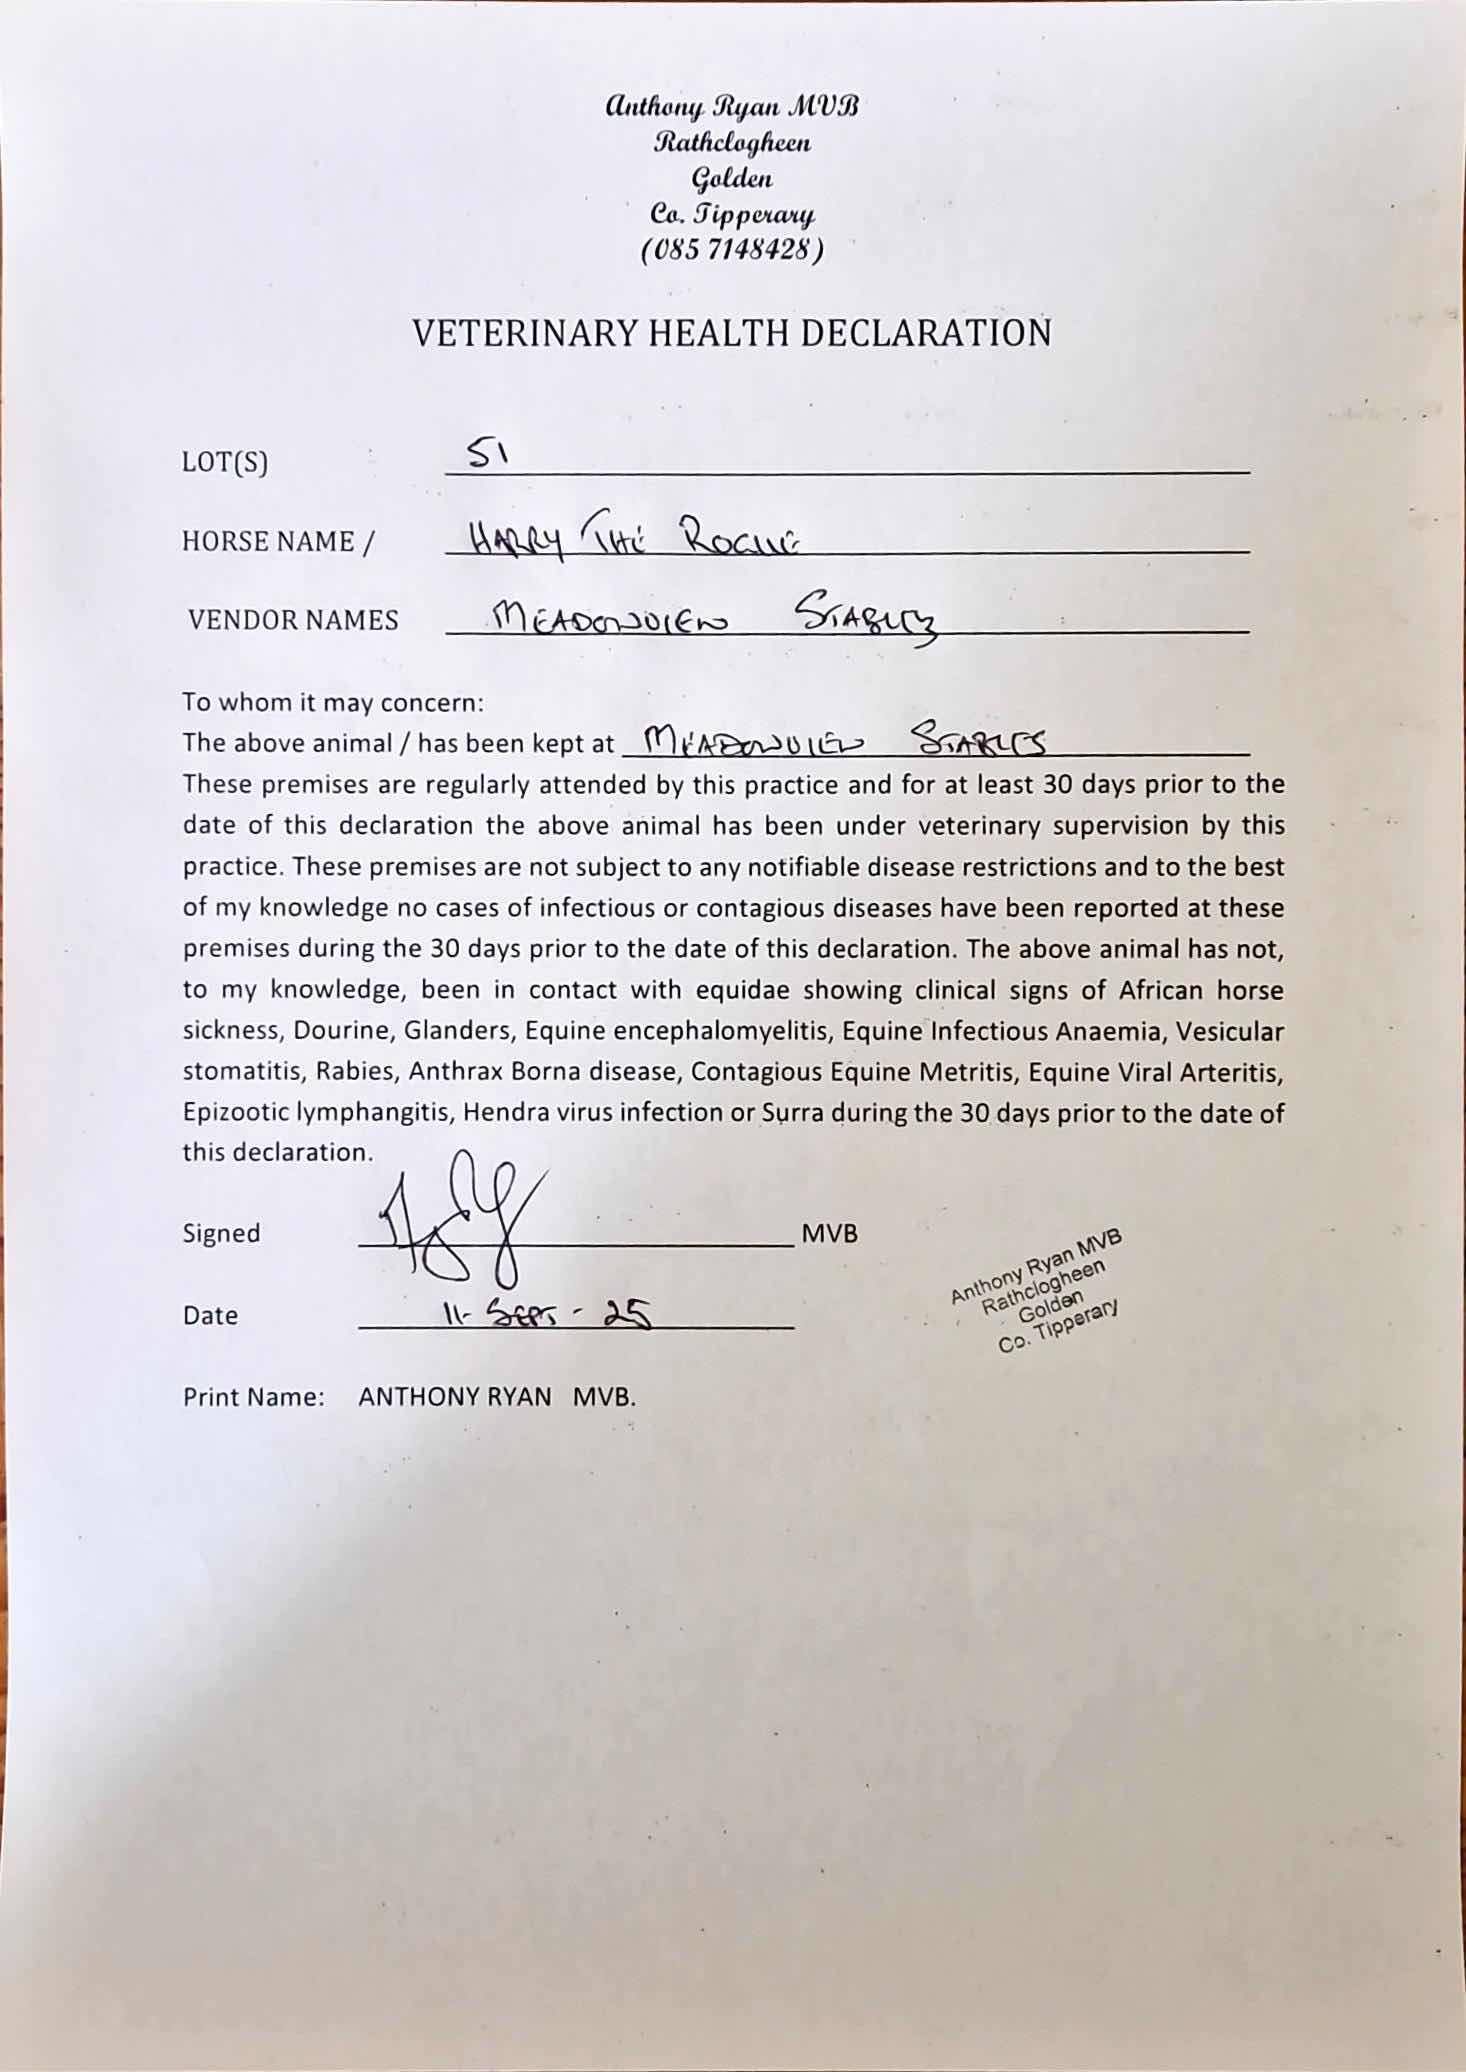 Anthony Ryan MVB
Rathclogheen
Golden
Co. Tipperary
(085 7148428)
VETERINARY HEALTH DECLARATION
LOT(S) 51
HORSE NAME / HARRY THE ROGUE
VENDOR NAMES MEADOWVIEW STABLES
To whom it may concern:
The above animal / has been kept at MEADOWVIEW STABLES
These premises are regularly attended by this practice and for at least 30 days prior to the
date of this declaration the above animal has been under veterinary supervision by this
practice. These premises are not subject to any notifiable disease restrictions and to the best
of my knowledge no cases of infectious or contagious diseases have been reported at these
premises during the 30 days prior to the date of this declaration. The above animal has not,
to my knowledge, been in contact with equidae showing clinical signs of African horse
sickness, Dourine, Glanders, Equine encephalomyelitis, Equine Infectious Anaemia, Vesicular
stomatitis, Rabies, Anthrax Borna disease, Contagious Equine Metritis, Equine Viral Arteritis,
Epizootic lymphangitis, Hendra virus infection or Surra during the 30 days prior to the date of
this declaration.
Signed MVB
Date 11- SEPT - 25
Anthony Ryan MVB
Rathclogheen
Golden
Co. Tipperary
Print Name: ANTHONY RYAN MVB.